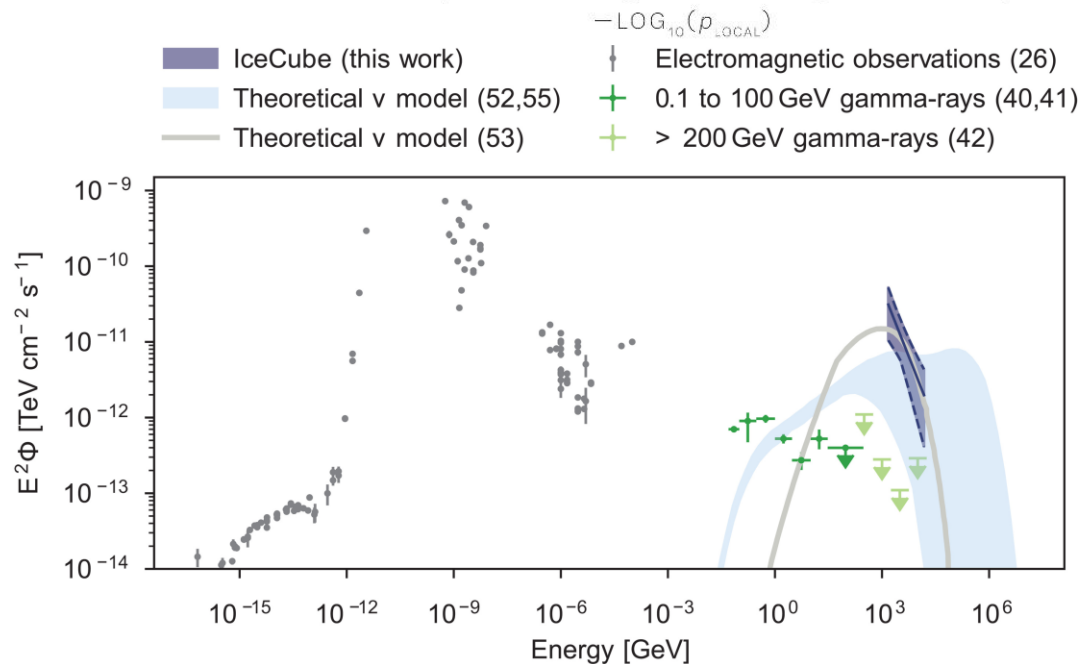 −LOG₁₀(p_LOCAL)
IceCube (this work)
Theoretical ν model (52,55)
Theoretical ν model (53)
Electromagnetic observations (26)
0.1 to 100 GeV gamma-rays (40,41)
> 200 GeV gamma-rays (42)
E²Φ [TeV cm⁻² s⁻¹]
10⁻⁹
10⁻¹⁰
10⁻¹¹
10⁻¹²
10⁻¹³
10⁻¹⁴
10⁻¹⁵ 10⁻¹² 10⁻⁹ 10⁻⁶ 10⁻³ 10⁰ 10³ 10⁶
Energy [GeV]